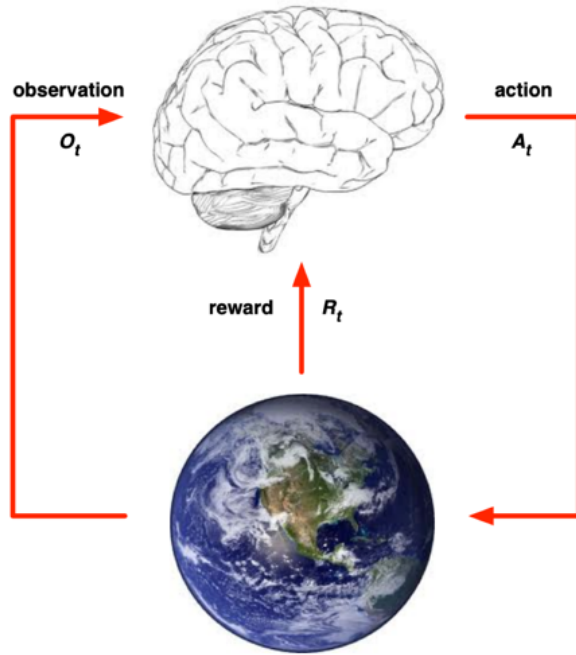 observation
O_t
action
A_t
reward
R_t